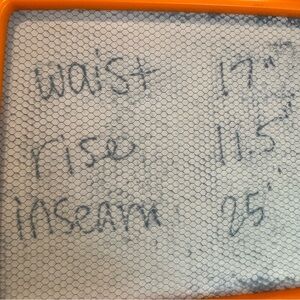 waist 17"
rise 11.5"
inseam 25"